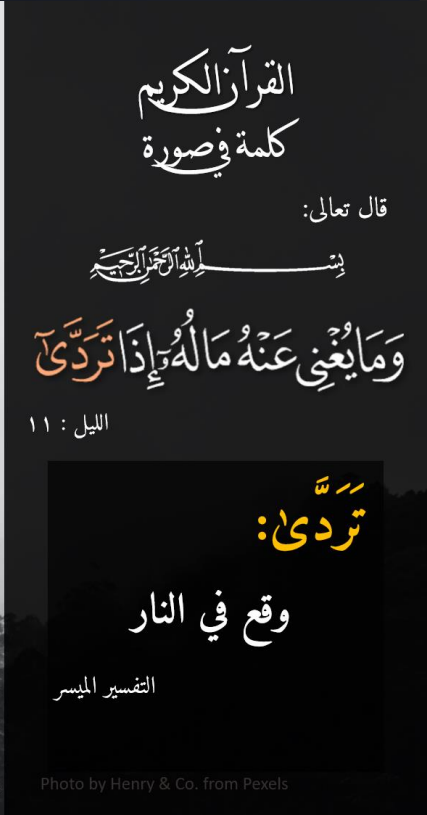 القرآن الكريم
كلمة في صورة
قال تعالى:
بِسْمِ ٱللَّهِ ٱلرَّحْمَٰنِ ٱلرَّحِيمِ
وَمَا يُغْنِي عَنْهُ مَالُهُۥٓ إِذَا تَرَدَّىٰٓ
الليل : ١١
تَرَدَّىٰ:
وقع في النار
التفسير الميسر
Photo by Henry & Co. from Pexels